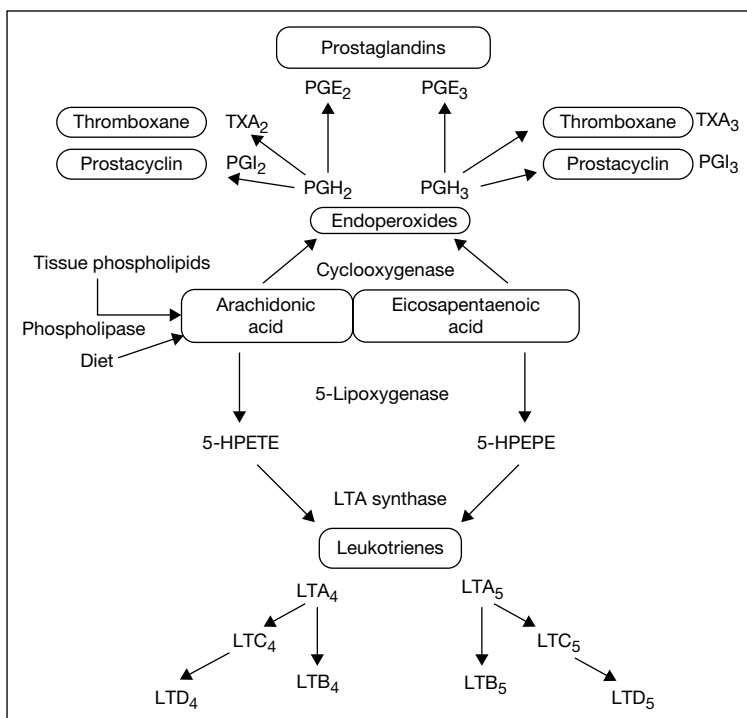 Prostaglandins
PGE₂ PGE₃
Thromboxane TXA₂ Thromboxane TXA₃
Prostacyclin PGI₂ Prostacyclin PGI₃
PGH₂ PGH₃
Endoperoxides
Tissue phospholipids
Cyclooxygenase
Arachidonic
acid
Eicosapentaenoic
acid
Phospholipase
Diet
5-Lipoxygenase
5-HPETE 5-HPEPE
LTA synthase
Leukotrienes
LTA₄ LTA₅
LTC₄ LTC₅
LTD₄ LTB₄ LTB₅ LTD₅